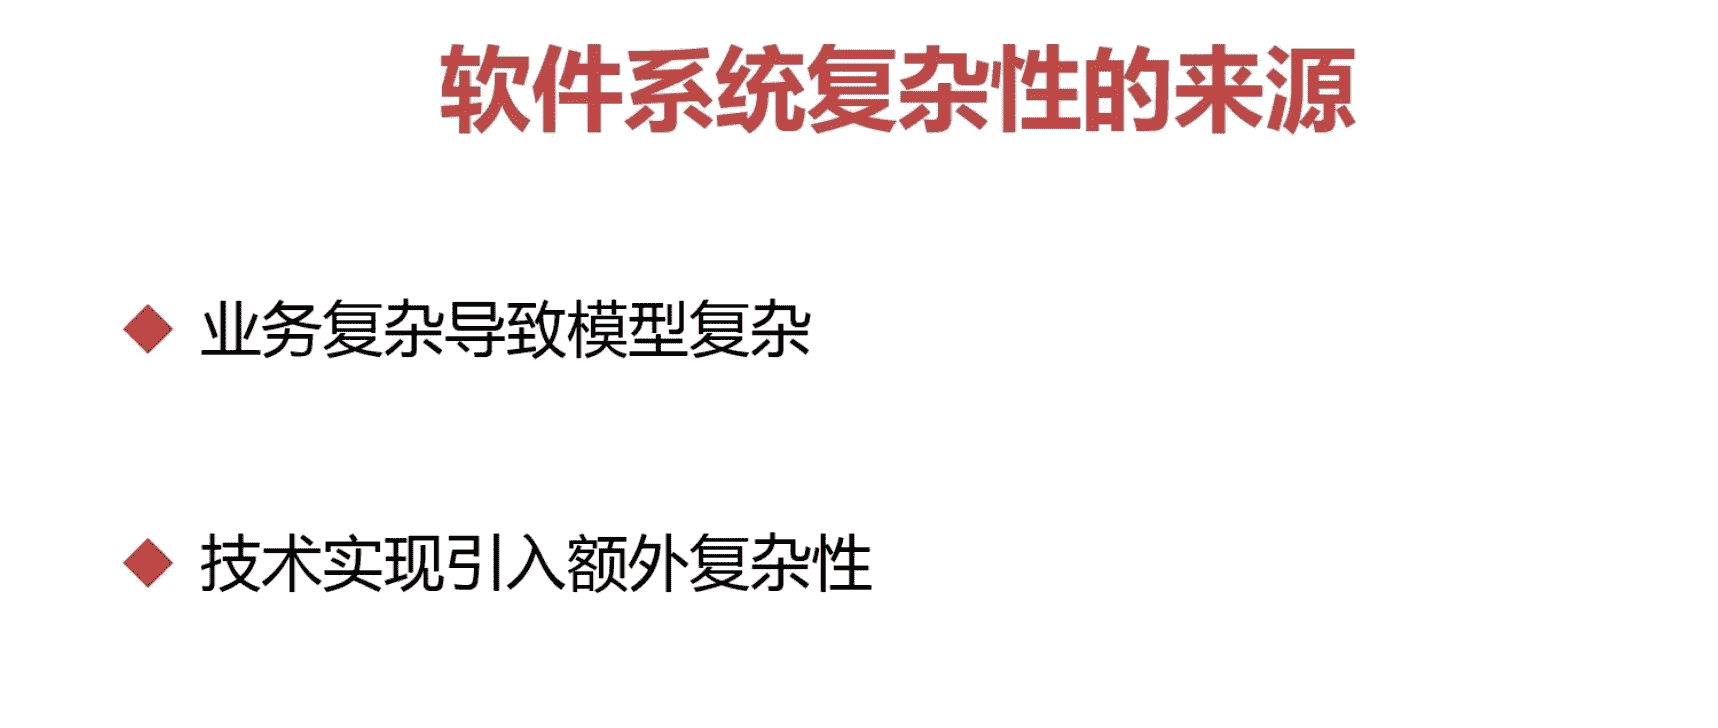 软件系统复杂性的来源
业务复杂导致模型复杂
技术实现引入额外复杂性